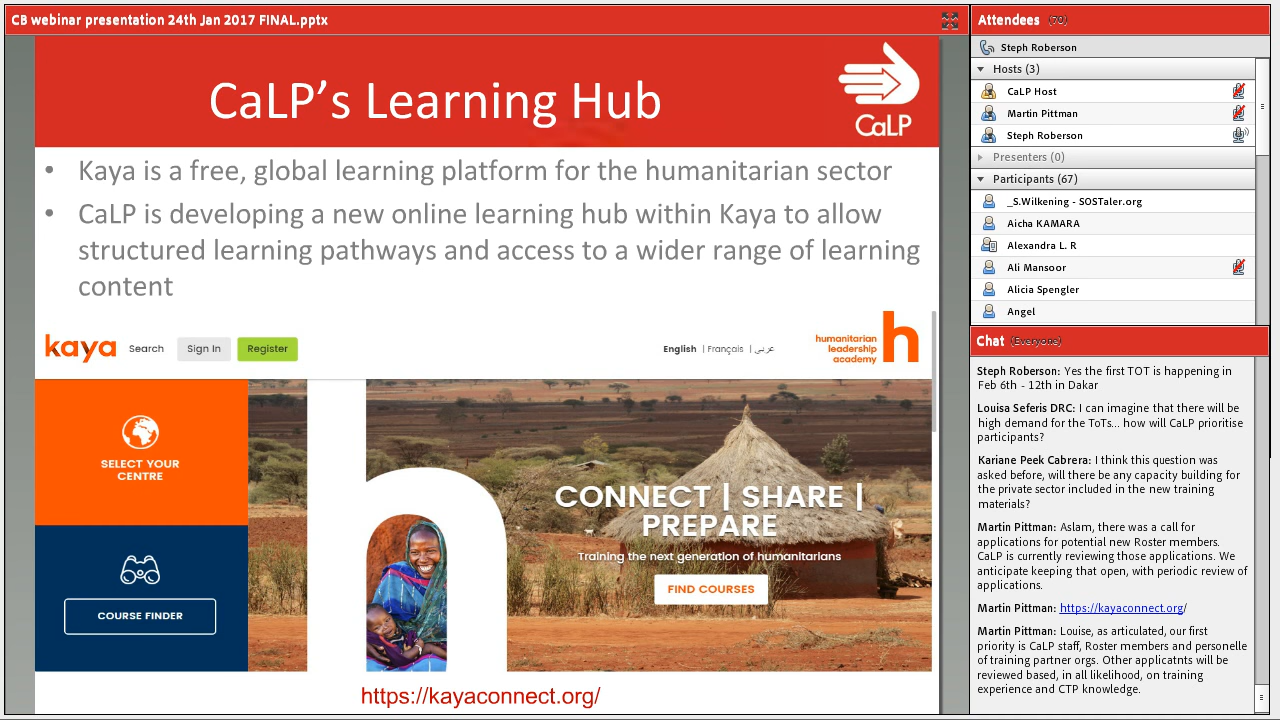 CB webinar presentation 24th Jan 2017 FINAL.pptx
CaLP’s Learning Hub
CaLP
• Kaya is a free, global learning platform for the humanitarian sector
• CaLP is developing a new online learning hub within Kaya to allow
structured learning pathways and access to a wider range of learning
content
kaya
Search
Sign In
Register
English | Français | عربي
humanitarian
leadership
academy
h
SELECT YOUR
CENTRE
COURSE FINDER
CONNECT | SHARE |
PREPARE
Training the next generation of humanitarians
FIND COURSES
https://kayaconnect.org/
Attendees (70)
Steph Roberson
Hosts (3)
CaLP Host
Martin Pittman
Steph Roberson
Presenters (0)
Participants (67)
_S.Wilkening - SOSTaler.org
Aicha KAMARA
Alexandra L. R
Ali Mansoor
Alicia Spengler
Angel
Chat (Everyone)
Steph Roberson: Yes the first TOT is happening in
Feb 6th - 12th in Dakar
Louisa Seferis DRC: I can imagine that there will be
high demand for the ToTs... how will CaLP prioritise
participants?
Kariane Peek Cabrera: I think this question was
asked before, will there be any capacity building for
the private sector included in the new training
materials?
Martin Pittman: Aslam, there was a call for
applications for potential new Roster members.
CaLP is currently reviewing those applications. We
anticipate keeping that open, with periodic review of
applications.
Martin Pittman: https://kayaconnect.org/
Martin Pittman: Louise, as articulated, our first
priority is CaLP staff, Roster members and personelle
of training partner orgs. Other applicatnts will be
reviewed based, in all likelihood, on training
experience and CTP knowledge.